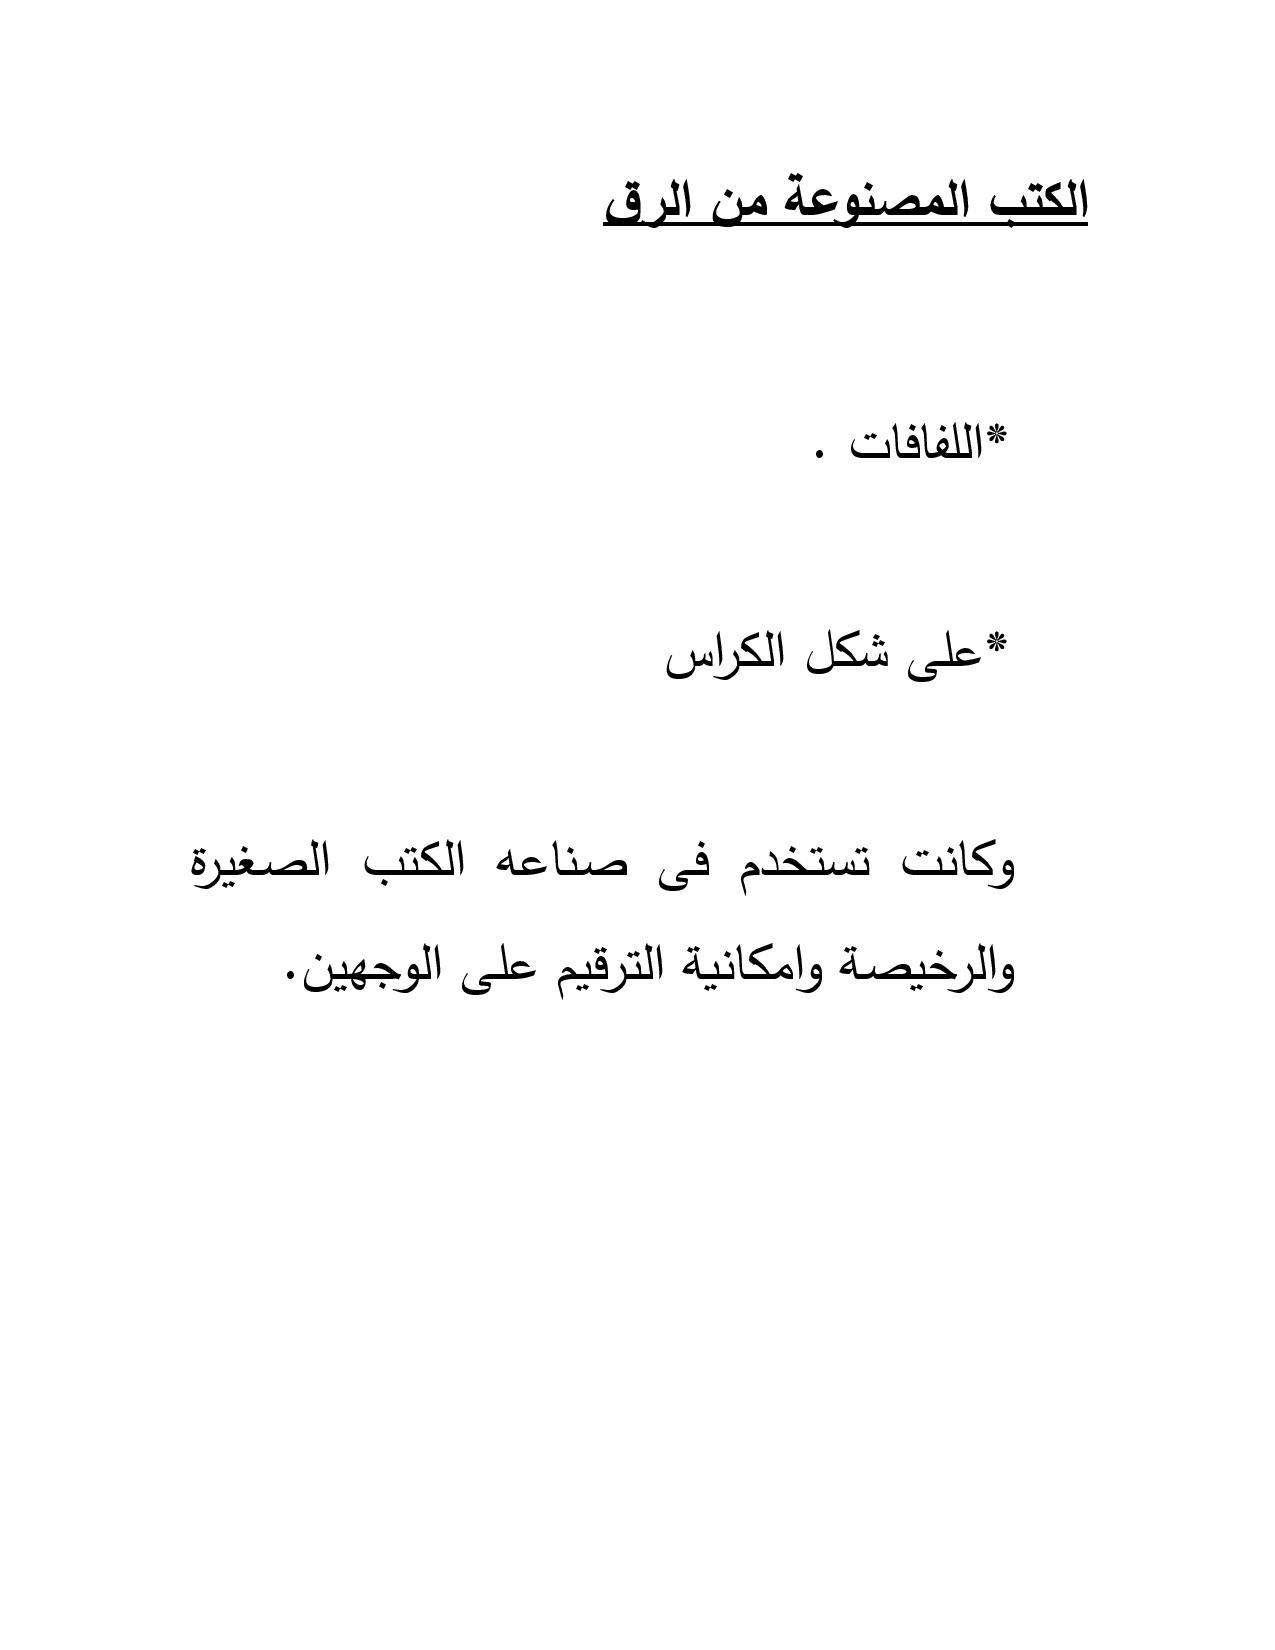 الكتب المصنوعة من الرق
*اللفافات .
*على شكل الكراس
وكانت تستخدم فى صناعه الكتب الصغيرة
والرخيصة وامكانية الترقيم على الوجهين.